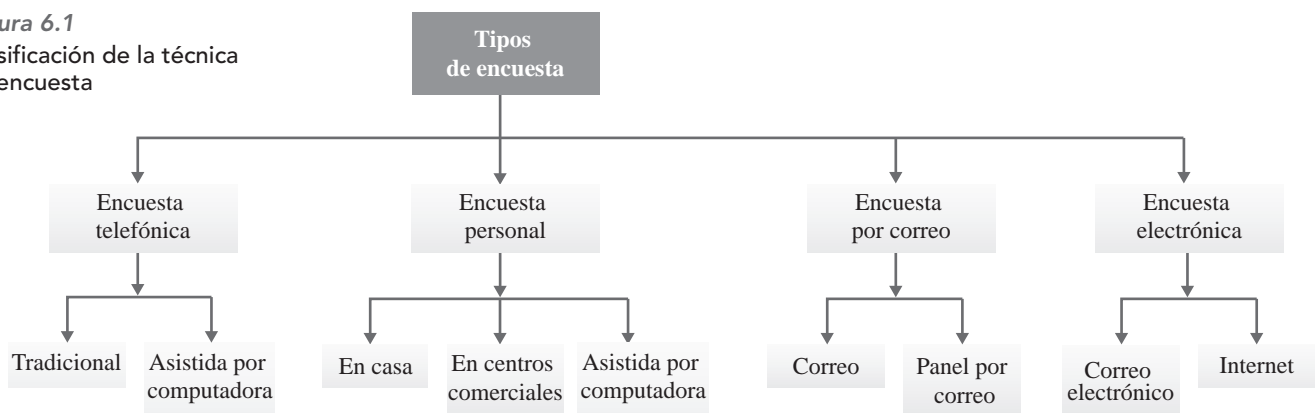 ura 6.1
sificación de la técnica
encuesta
Tipos
de encuesta
Encuesta
telefónica
Encuesta
personal
Encuesta
por correo
Encuesta
electrónica
Tradicional
Asistida por
computadora
En casa
En centros
comerciales
Asistida por
computadora
Correo
Panel por
correo
Correo
electrónico
Internet